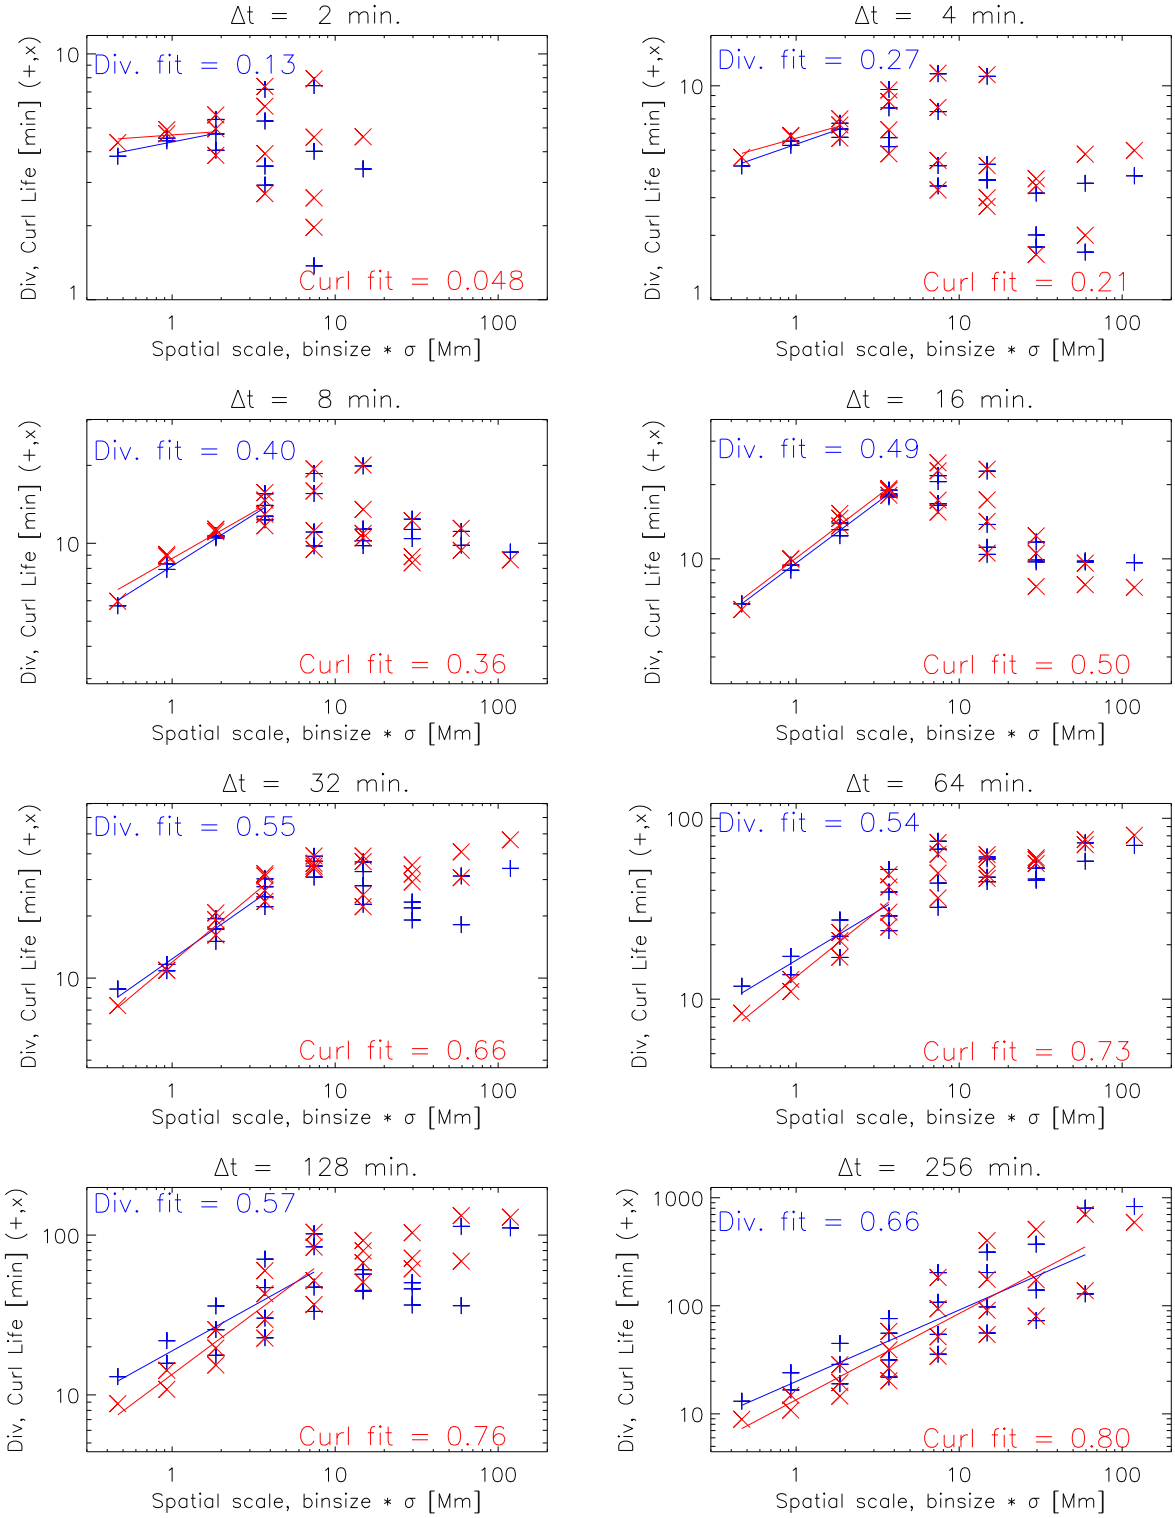 Δt = 2 min.
Div, Curl Life [min] (+,x)
10
1
Div. fit = 0.13
Curl fit = 0.048
1 10 100
Spatial scale, binsize * σ [Mm]
Δt = 4 min.
Div, Curl Life [min] (+,x)
10
1
Div. fit = 0.27
Curl fit = 0.21
1 10 100
Spatial scale, binsize * σ [Mm]
Δt = 8 min.
Div, Curl Life [min] (+,x)
10
Div. fit = 0.40
Curl fit = 0.36
1 10 100
Spatial scale, binsize * σ [Mm]
Δt = 16 min.
Div, Curl Life [min] (+,x)
10
Div. fit = 0.49
Curl fit = 0.50
1 10 100
Spatial scale, binsize * σ [Mm]
Δt = 32 min.
Div, Curl Life [min] (+,x)
10
Div. fit = 0.55
Curl fit = 0.66
1 10 100
Spatial scale, binsize * σ [Mm]
Δt = 64 min.
Div, Curl Life [min] (+,x)
100
10
Div. fit = 0.54
Curl fit = 0.73
1 10 100
Spatial scale, binsize * σ [Mm]
Δt = 128 min.
Div, Curl Life [min] (+,x)
100
10
Div. fit = 0.57
Curl fit = 0.76
1 10 100
Spatial scale, binsize * σ [Mm]
Δt = 256 min.
Div, Curl Life [min] (+,x)
1000
100
10
Div. fit = 0.66
Curl fit = 0.80
1 10 100
Spatial scale, binsize * σ [Mm]